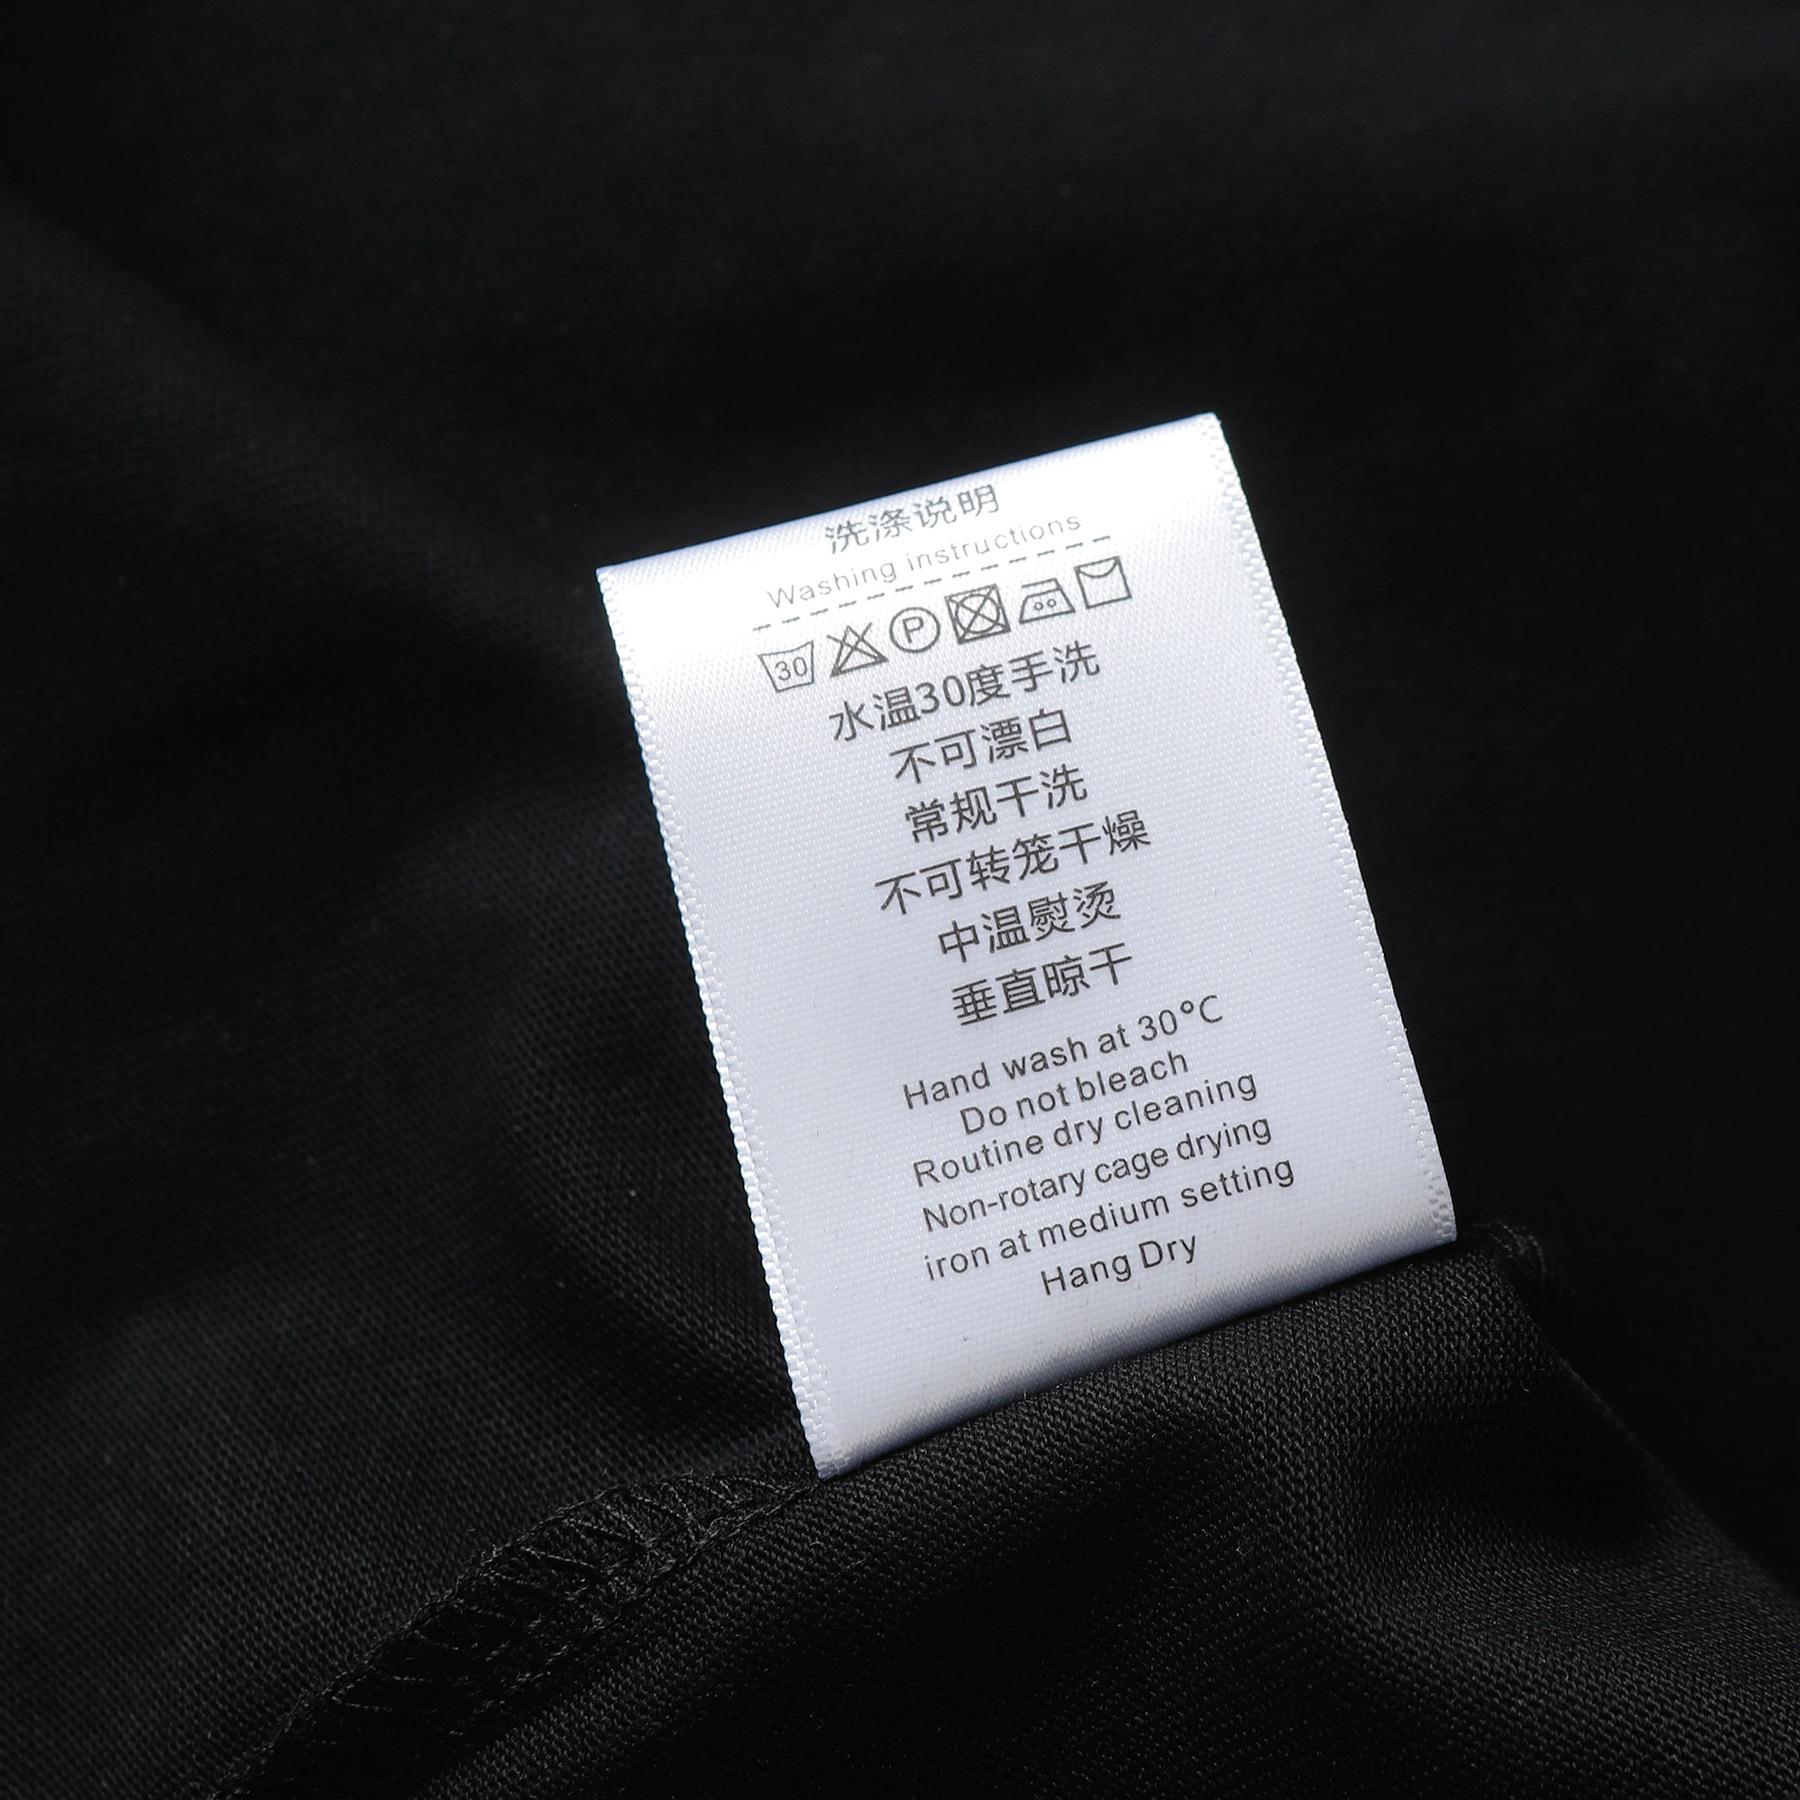 洗涤说明
Washing instructions
30 P
水温30度手洗
不可漂白
常规干洗
不可转笼干燥
中温熨烫
垂直晾干
Hand wash at 30°C
Do not bleach
Routine dry cleaning
Non-rotary cage drying
iron at medium setting
Hang Dry